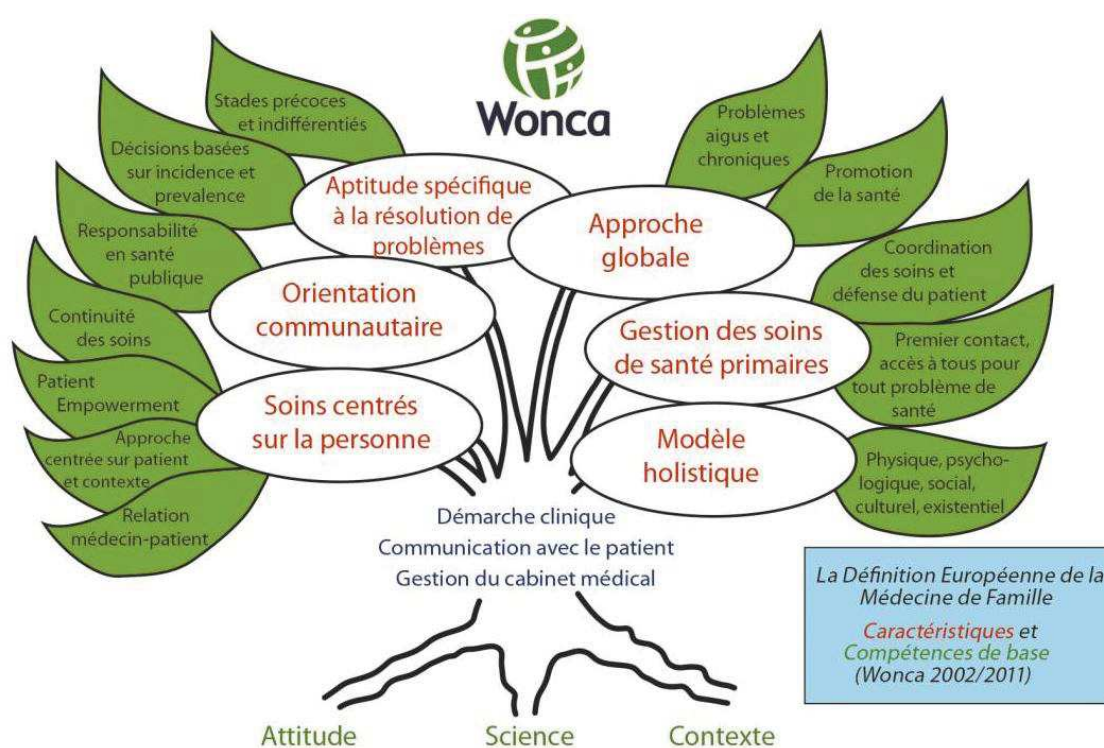 Wonca
Stades précoces
et indifférentiés
Décisions basées
sur incidence et
prevalence
Responsabilité
en santé
publique
Continuité
des soins
Patient
Empowerment
Approche
centrée sur patient
et contexte
Relation
médecin-patient
Aptitude spécifique
à la résolution de
problèmes
Orientation
communautaire
Soins centrés
sur la personne
Approche
globale
Gestion des soins
de santé primaires
Modèle
holistique
Problèmes
aigus et
chroniques
Promotion
de la santé
Coordination
des soins et
défense du patient
Premier contact,
accès à tous pour
tout problème de
santé
Physique, psycho-
logique, social,
culturel, existentiel
Démarche clinique
Communication avec le patient
Gestion du cabinet médical
La Définition Européenne de la
Médecine de Famille
Caractéristiques et
Compétences de base
(Wonca 2002/2011)
Attitude
Science
Contexte